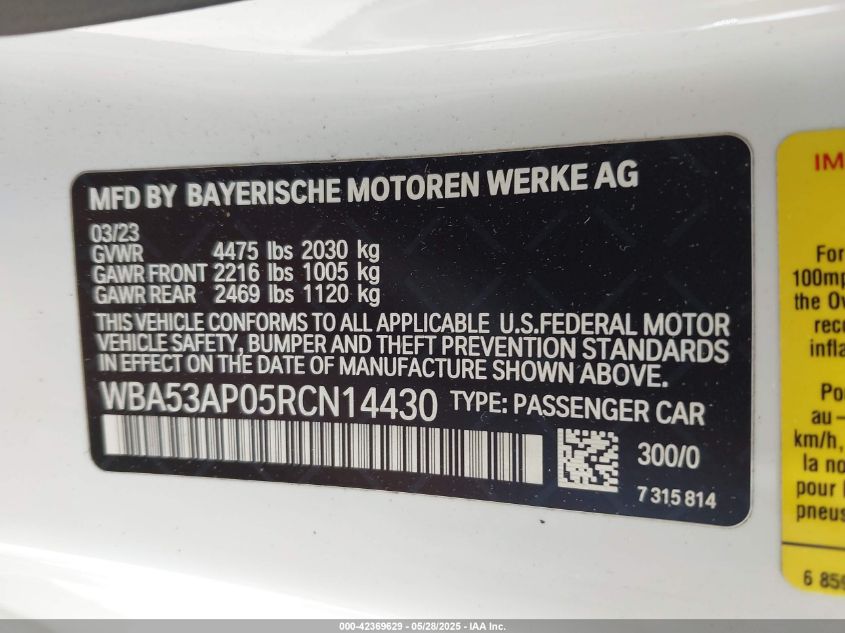 MFD BY BAYERISCHE MOTOREN WERKE AG
03/23
GVWR 4475 lbs 2030 kg
GAWR FRONT 2216 lbs 1005 kg
GAWR REAR 2469 lbs 1120 kg
THIS VEHICLE CONFORMS TO ALL APPLICABLE U.S.FEDERAL MOTOR
VEHICLE SAFETY, BUMPER AND THEFT PREVENTION STANDARDS
IN EFFECT ON THE DATE OF MANUFACTURE SHOWN ABOVE.
WBA53AP05RCN14430 TYPE: PASSENGER CAR
300/0
7 315 814
IM
For
100mp
the Ov
reco
infla
Po
au –
km/h,
la no
pour l
pneus
6 859
000-42369629 - 05/28/2025 - IAA Inc.